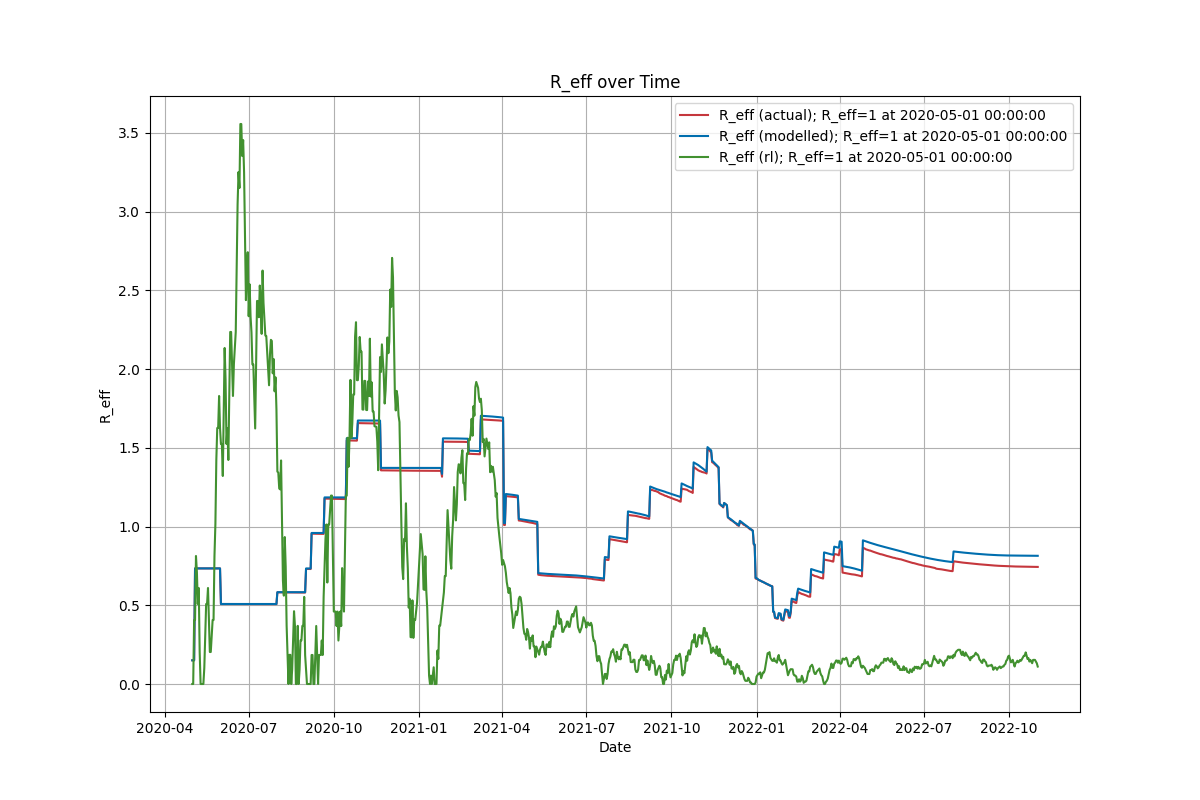 R_eff over Time
R_eff (actual); R_eff=1 at 2020-05-01 00:00:00
R_eff (modelled); R_eff=1 at 2020-05-01 00:00:00
R_eff (rl); R_eff=1 at 2020-05-01 00:00:00
3.5
3.0
2.5
2.0
1.5
1.0
0.5
0.0
R_eff
2020-04 2020-07 2020-10 2021-01 2021-04 2021-07 2021-10 2022-01 2022-04 2022-07 2022-10
Date